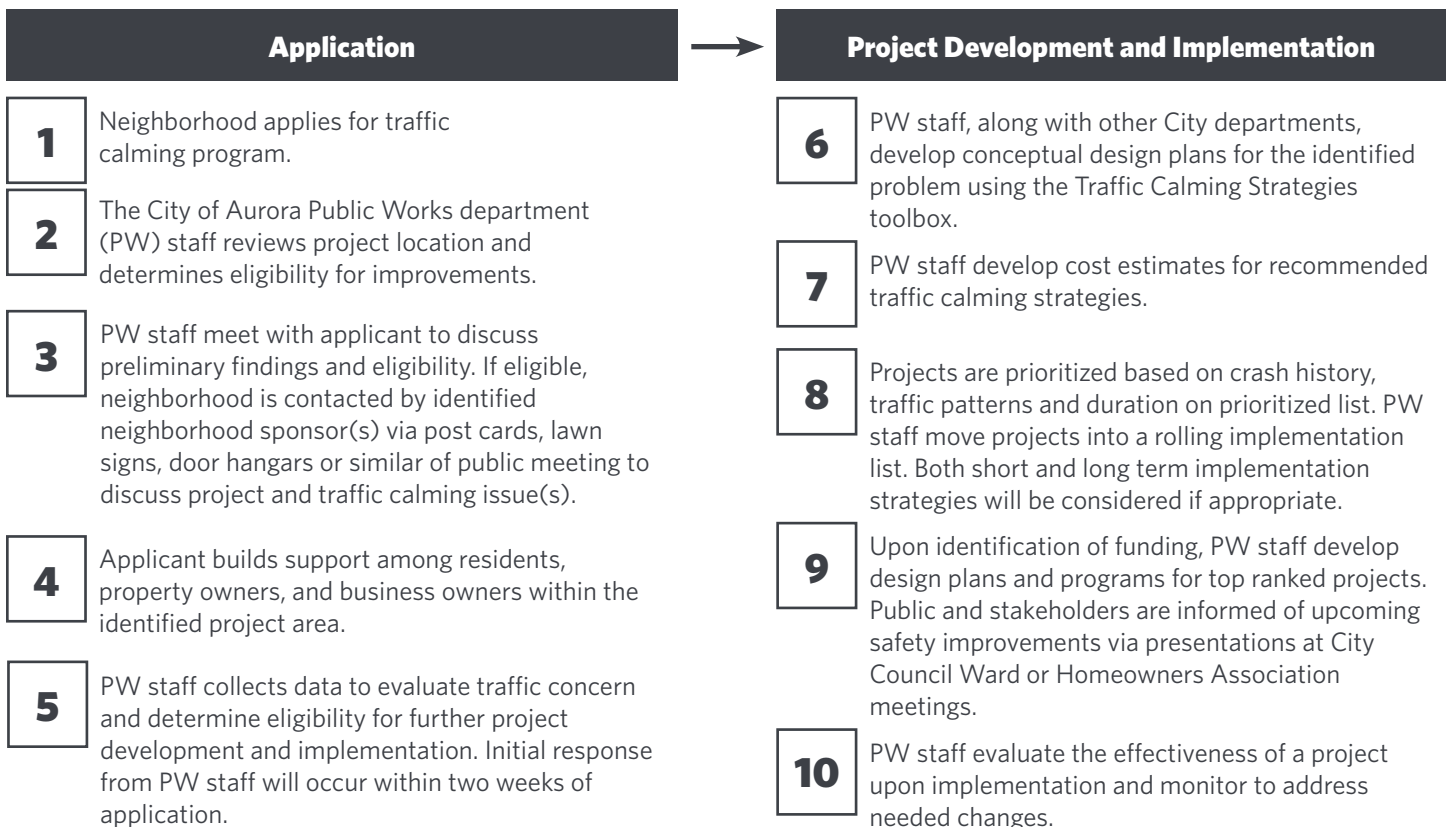 Application
1
Neighborhood applies for traffic
calming program.
2
The City of Aurora Public Works department
(PW) staff reviews project location and
determines eligibility for improvements.
3
PW staff meet with applicant to discuss
preliminary findings and eligibility. If eligible,
neighborhood is contacted by identified
neighborhood sponsor(s) via post cards, lawn
signs, door hangars or similar of public meeting to
discuss project and traffic calming issue(s).
4
Applicant builds support among residents,
property owners, and business owners within the
identified project area.
5
PW staff collects data to evaluate traffic concern
and determine eligibility for further project
development and implementation. Initial response
from PW staff will occur within two weeks of
application.
Project Development and Implementation
6
PW staff, along with other City departments,
develop conceptual design plans for the identified
problem using the Traffic Calming Strategies
toolbox.
7
PW staff develop cost estimates for recommended
traffic calming strategies.
8
Projects are prioritized based on crash history,
traffic patterns and duration on prioritized list. PW
staff move projects into a rolling implementation
list. Both short and long term implementation
strategies will be considered if appropriate.
9
Upon identification of funding, PW staff develop
design plans and programs for top ranked projects.
Public and stakeholders are informed of upcoming
safety improvements via presentations at City
Council Ward or Homeowners Association
meetings.
10
PW staff evaluate the effectiveness of a project
upon implementation and monitor to address
needed changes.